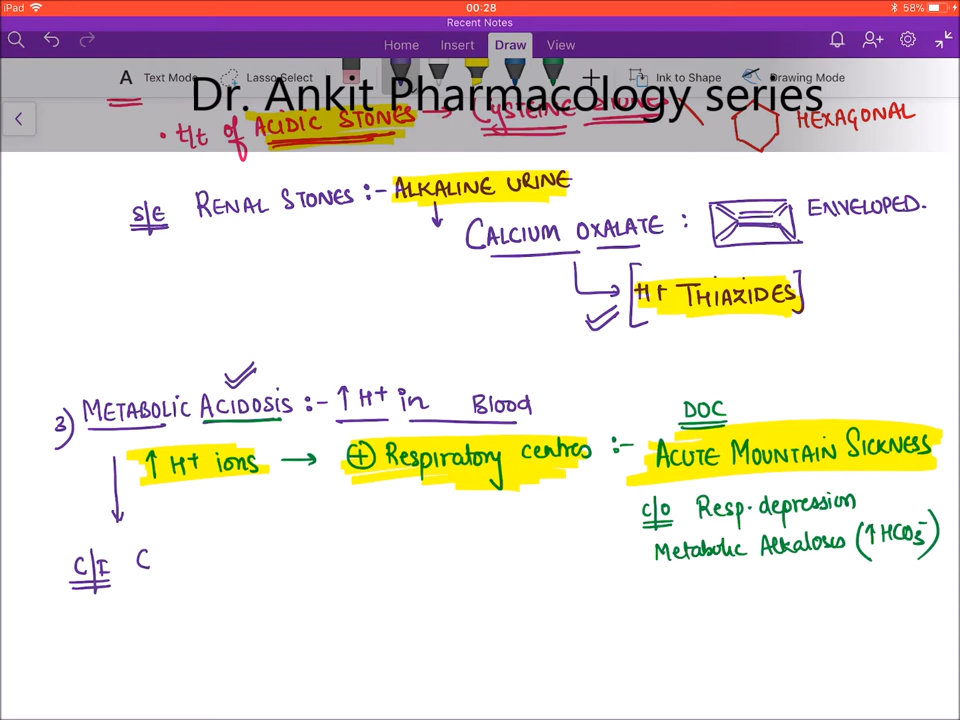 iPad 00:28 58%
Recent Notes
Home Insert Draw View
A Text Mode Lasso Select Ink to Shape Drawing Mode
Dr. Ankit Pharmacology series
• t/t of ACIDIC STONES → CYSTEINE STONES HEXAGONAL
S/E RENAL STONES :- ALKALINE URINE
↓
CALCIUM OXALATE : ENVELOPED.
[Ht THIAZIDES]
3) METABOLIC ACIDOSIS :- ↑ H+ in Blood
DOC
↑ H+ ions → ⊕ Respiratory centres :- ACUTE MOUNTAIN SICKNESS
c/o Resp. depression
Metabolic Alkalosis (↑HCO3-)
C/I C